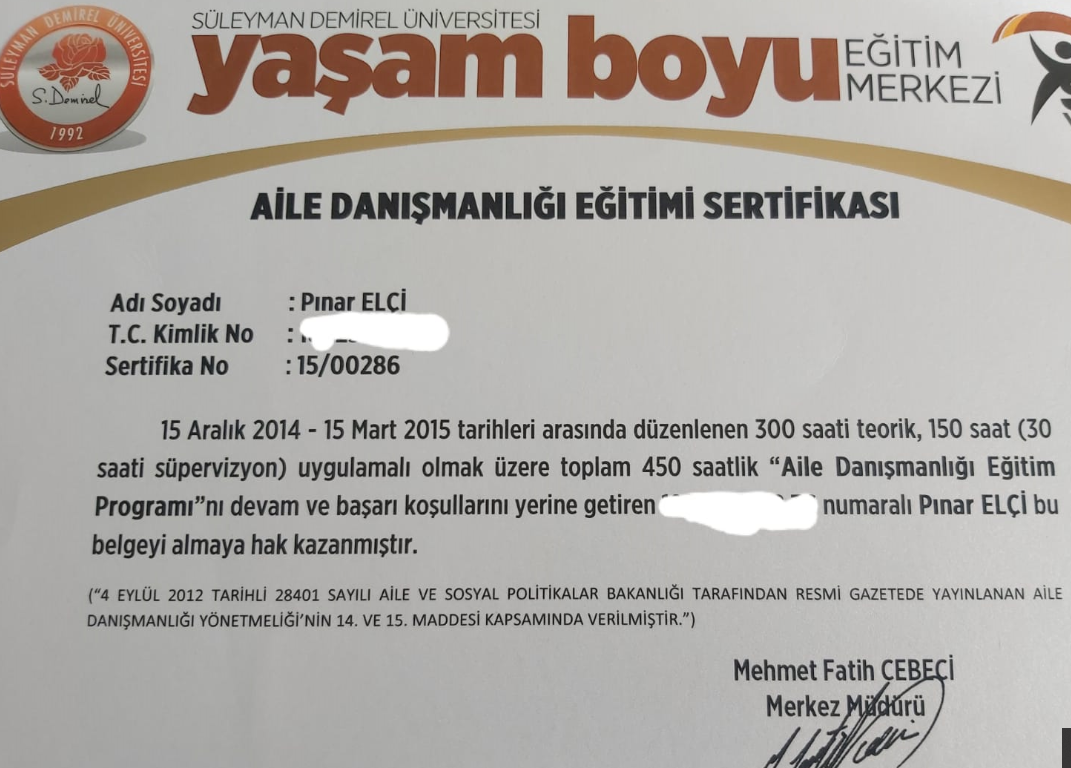 SÜLEYMAN DEMİREL ÜNİVERSİTESİ
S. Demirel
1992
SÜLEYMAN DEMİREL ÜNİVERSİTESİ
yaşam boyu
EĞİTİM
MERKEZİ
AİLE DANIŞMANLIĞI EĞİTİMİ SERTİFİKASI
Adı Soyadı : Pınar ELÇİ
T.C. Kimlik No :
Sertifika No : 15/00286
15 Aralık 2014 - 15 Mart 2015 tarihleri arasında düzenlenen 300 saati teorik, 150 saat (30
saati süpervizyon) uygulamalı olmak üzere toplam 450 saatlik “Aile Danışmanlığı Eğitim
Programı”nı devam ve başarı koşullarını yerine getiren numaralı Pınar ELÇİ bu
belgeyi almaya hak kazanmıştır.
(“4 EYLÜL 2012 TARİHLİ 28401 SAYILI AİLE VE SOSYAL POLİTİKALAR BAKANLIĞI TARAFINDAN RESMİ GAZETEDE YAYINLANAN AİLE
DANIŞMANLIĞI YÖNETMELİĞİ’NİN 14. VE 15. MADDESİ KAPSAMINDA VERİLMİŞTİR.”)
Mehmet Fatih CEBECİ
Merkez Müdürü